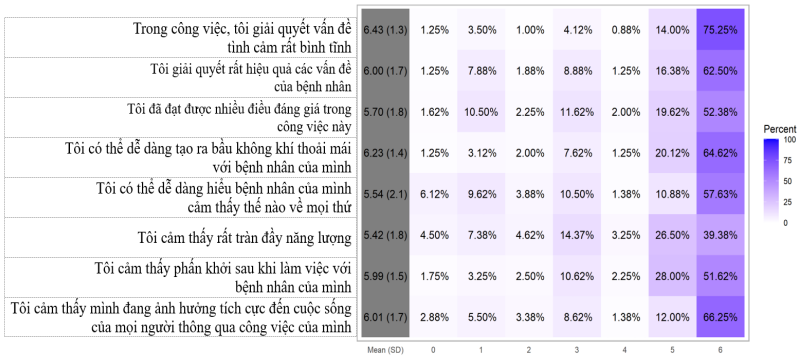 Trong công việc, tôi giải quyết vấn đề
tình cảm rất bình tĩnh
6.43 (1.3) 1.25% 3.50% 1.00% 4.12% 0.88% 14.00% 75.25%
Tôi giải quyết rất hiệu quả các vấn đề
của bệnh nhân
6.00 (1.7) 1.25% 7.88% 1.88% 8.88% 1.25% 16.38% 62.50%
Tôi đã đạt được nhiều điều đáng giá trong
công việc này
5.70 (1.8) 1.62% 10.50% 2.25% 11.62% 2.00% 19.62% 52.38%
Tôi có thể dễ dàng tạo ra bầu không khí thoải mái
với bệnh nhân của mình
6.23 (1.4) 1.25% 3.12% 2.00% 7.62% 1.25% 20.12% 64.62%
Tôi có thể dễ dàng hiểu bệnh nhân của mình
cảm thấy thế nào về mọi thứ
5.54 (2.1) 6.12% 9.62% 3.88% 10.50% 1.38% 10.88% 57.63%
Tôi cảm thấy rất tràn đầy năng lượng
5.42 (1.8) 4.50% 7.38% 4.62% 14.37% 3.25% 26.50% 39.38%
Tôi cảm thấy phấn khởi sau khi làm việc với
bệnh nhân của mình
5.99 (1.5) 1.75% 3.25% 2.50% 10.62% 2.25% 28.00% 51.62%
Tôi cảm thấy mình đang ảnh hưởng tích cực đến cuộc sống
của mọi người thông qua công việc của mình
6.01 (1.7) 2.88% 5.50% 3.38% 8.62% 1.38% 12.00% 66.25%
Mean (SD) 0 1 2 3 4 5 6
Percent
100
75
50
25
0